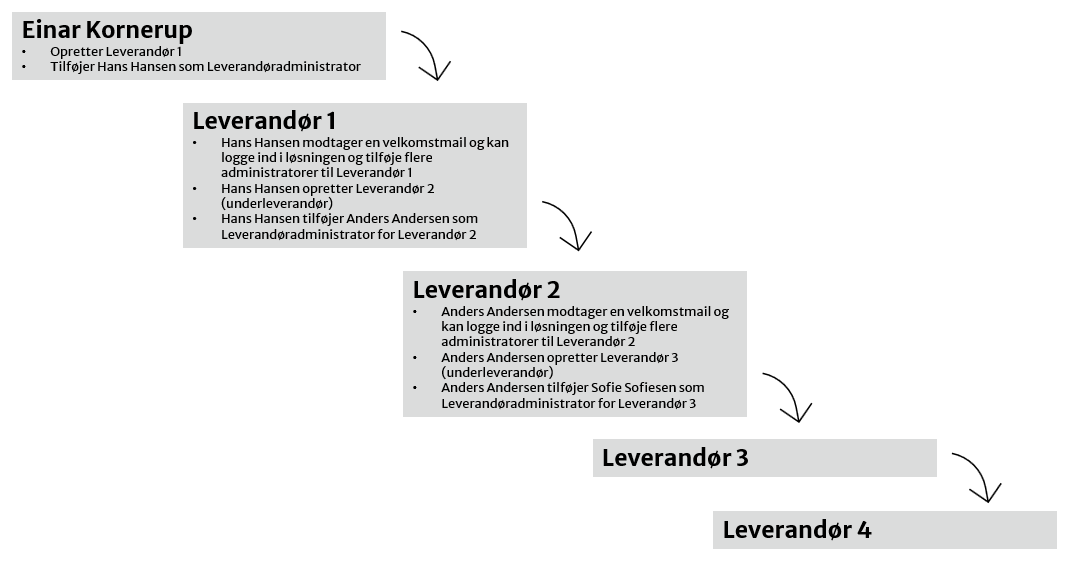 Einar Kornerup
• Opretter Leverandør 1
• Tilføjer Hans Hansen som Leverandøradministrator
Leverandør 1
• Hans Hansen modtager en velkomstmail og kan
logge ind i løsningen og tilføje flere
administratorer til Leverandør 1
• Hans Hansen opretter Leverandør 2
(underleverandør)
• Hans Hansen tilføjer Anders Andersen som
Leverandøradministrator for Leverandør 2
Leverandør 2
• Anders Andersen modtager en velkomstmail og
kan logge ind i løsningen og tilføje flere
administratorer til Leverandør 2
• Anders Andersen opretter Leverandør 3
(underleverandør)
• Anders Andersen tilføjer Sofie Sofiesen som
Leverandøradministrator for Leverandør 3
Leverandør 3
Leverandør 4